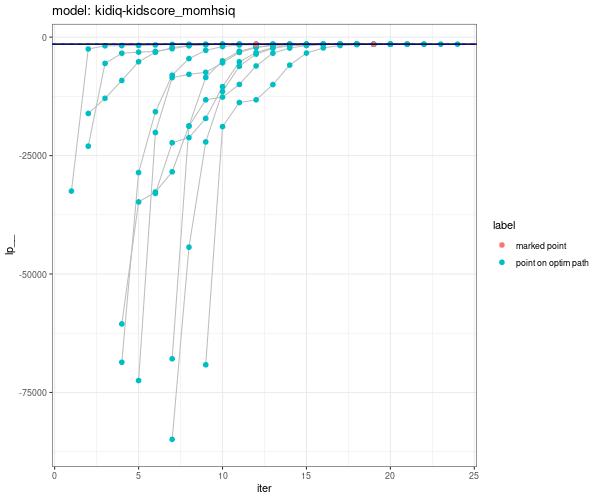 model: kidiq-kidscore_momhsiq
0
-25000
-50000
-75000
lp__
0
5
10
15
20
25
iter
label
marked point
point on optim path